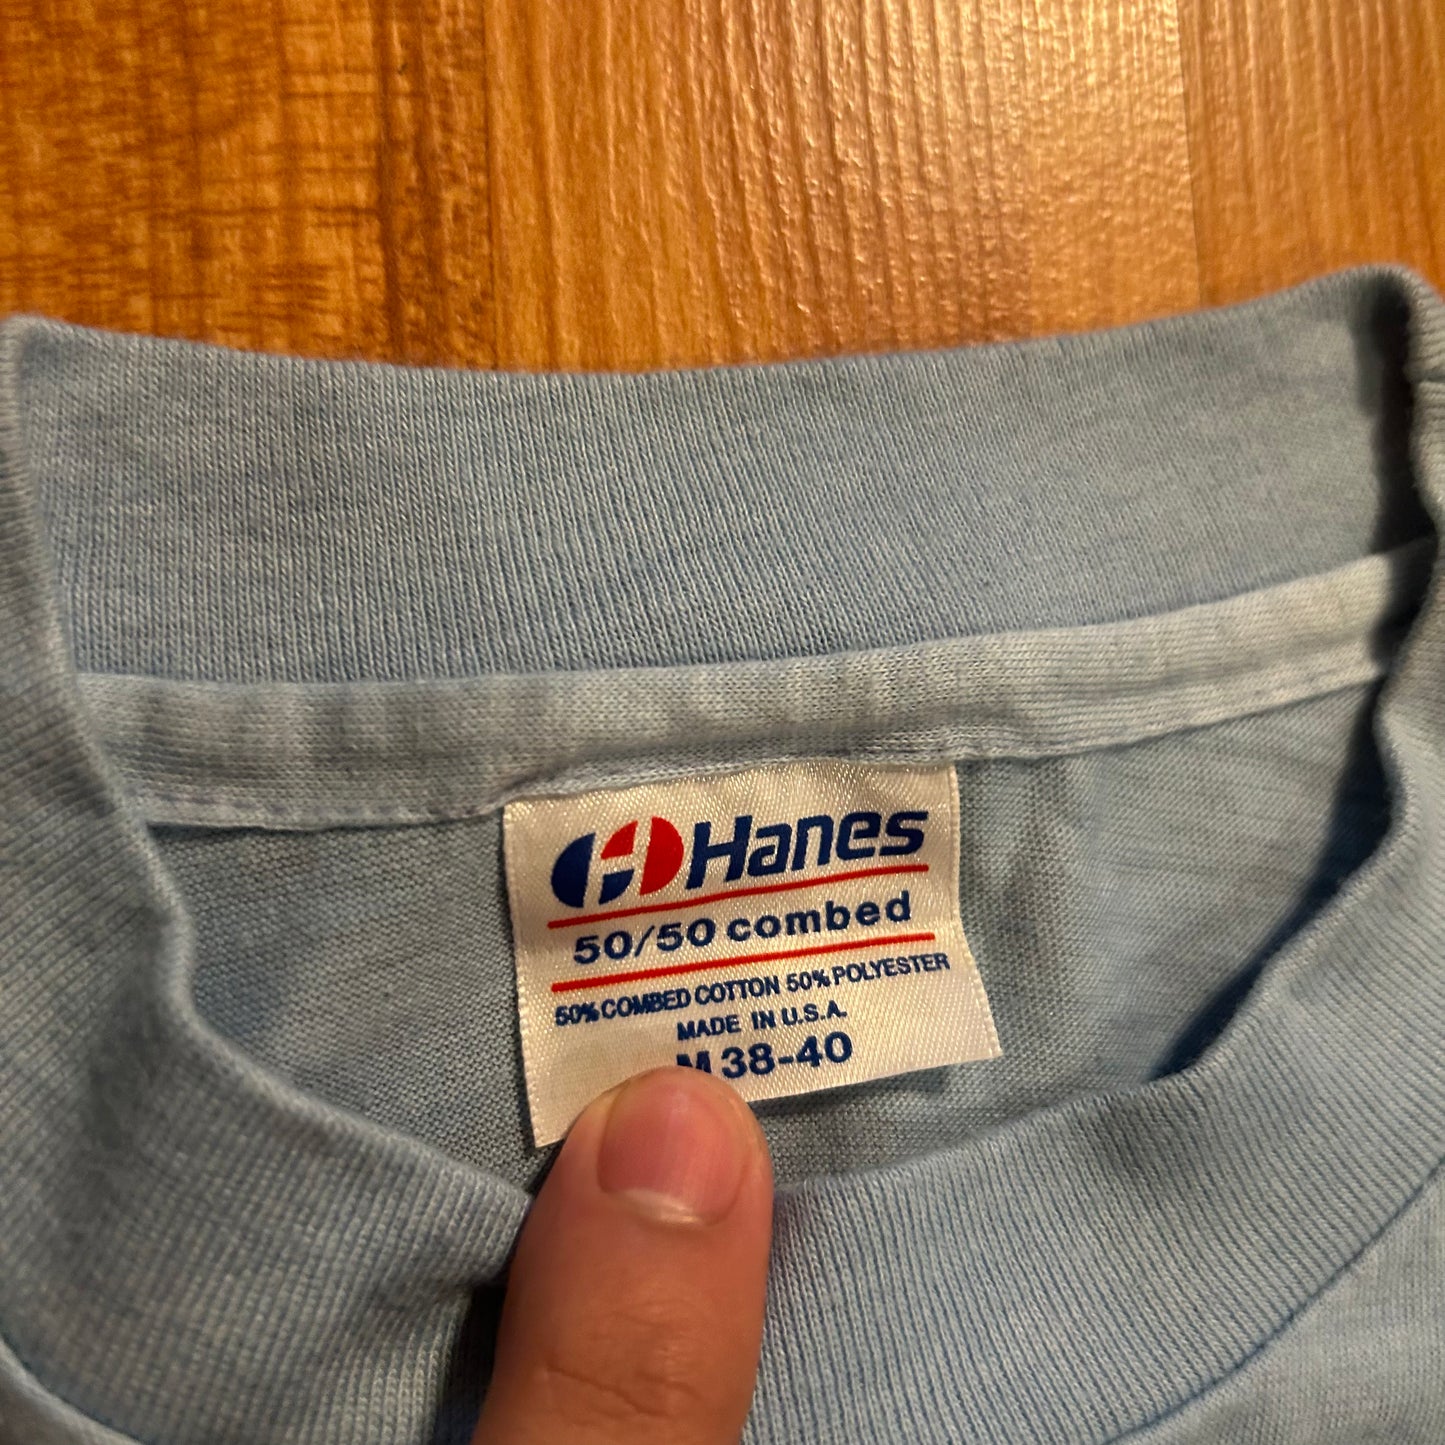 Hanes
50/50 combed
50% COMBED COTTON 50% POLYESTER
MADE IN U.S.A.
M 38-40